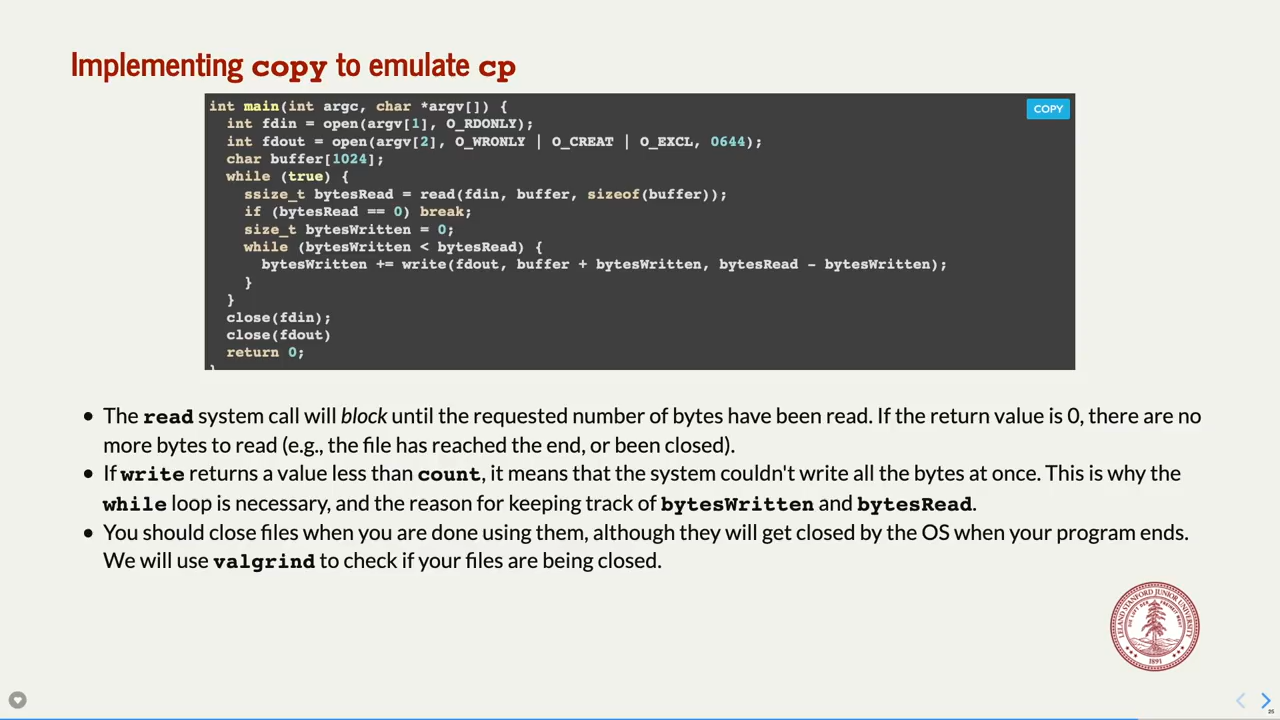 Implementing copy to emulate cp
COPY
int main(int argc, char *argv[]) {
  int fdin = open(argv[1], O_RDONLY);
  int fdout = open(argv[2], O_WRONLY | O_CREAT | O_EXCL, 0644);
  char buffer[1024];
  while (true) {
    ssize_t bytesRead = read(fdin, buffer, sizeof(buffer));
    if (bytesRead == 0) break;
    size_t bytesWritten = 0;
    while (bytesWritten < bytesRead) {
      bytesWritten += write(fdout, buffer + bytesWritten, bytesRead - bytesWritten);
    }
  }
  close(fdin);
  close(fdout)
  return 0;
}
• The read system call will block until the requested number of bytes have been read. If the return value is 0, there are no
more bytes to read (e.g., the file has reached the end, or been closed).
• If write returns a value less than count, it means that the system couldn't write all the bytes at once. This is why the
while loop is necessary, and the reason for keeping track of bytesWritten and bytesRead.
• You should close files when you are done using them, although they will get closed by the OS when your program ends.
We will use valgrind to check if your files are being closed.
LELAND STANFORD JUNIOR UNIVERSITY
1891